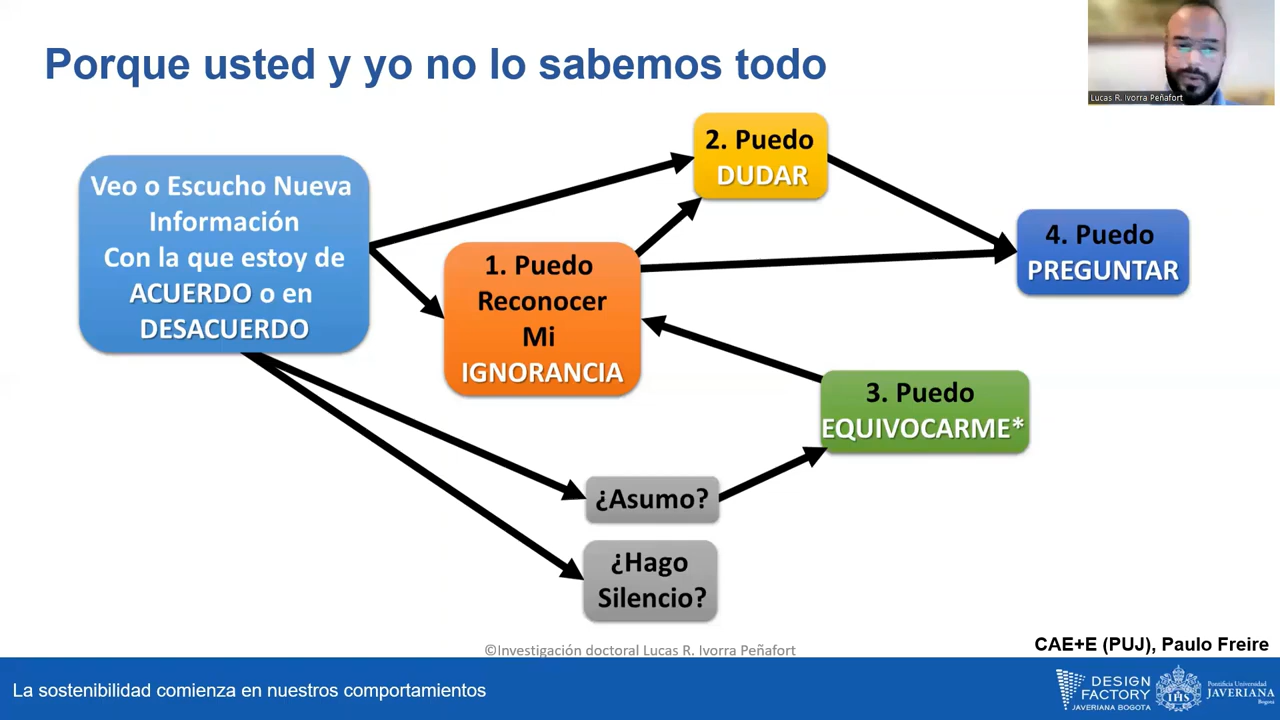 Porque usted y yo no lo sabemos todo
Lucas R. Ivorra Peñafort
Veo o Escucho Nueva
Información
Con la que estoy de
ACUERDO o en
DESACUERDO
2. Puedo
DUDAR
1. Puedo
Reconocer
Mi
IGNORANCIA
4. Puedo
PREGUNTAR
3. Puedo
EQUIVOCARME*
¿Asumo?
¿Hago
Silencio?
©Investigación doctoral Lucas R. Ivorra Peñafort
CAE+E (PUJ), Paulo Freire
La sostenibilidad comienza en nuestros comportamientos
DESIGN
FACTORY
JAVERIANA BOGOTA
IHS
Pontificia Universidad
JAVERIANA
Bogotá